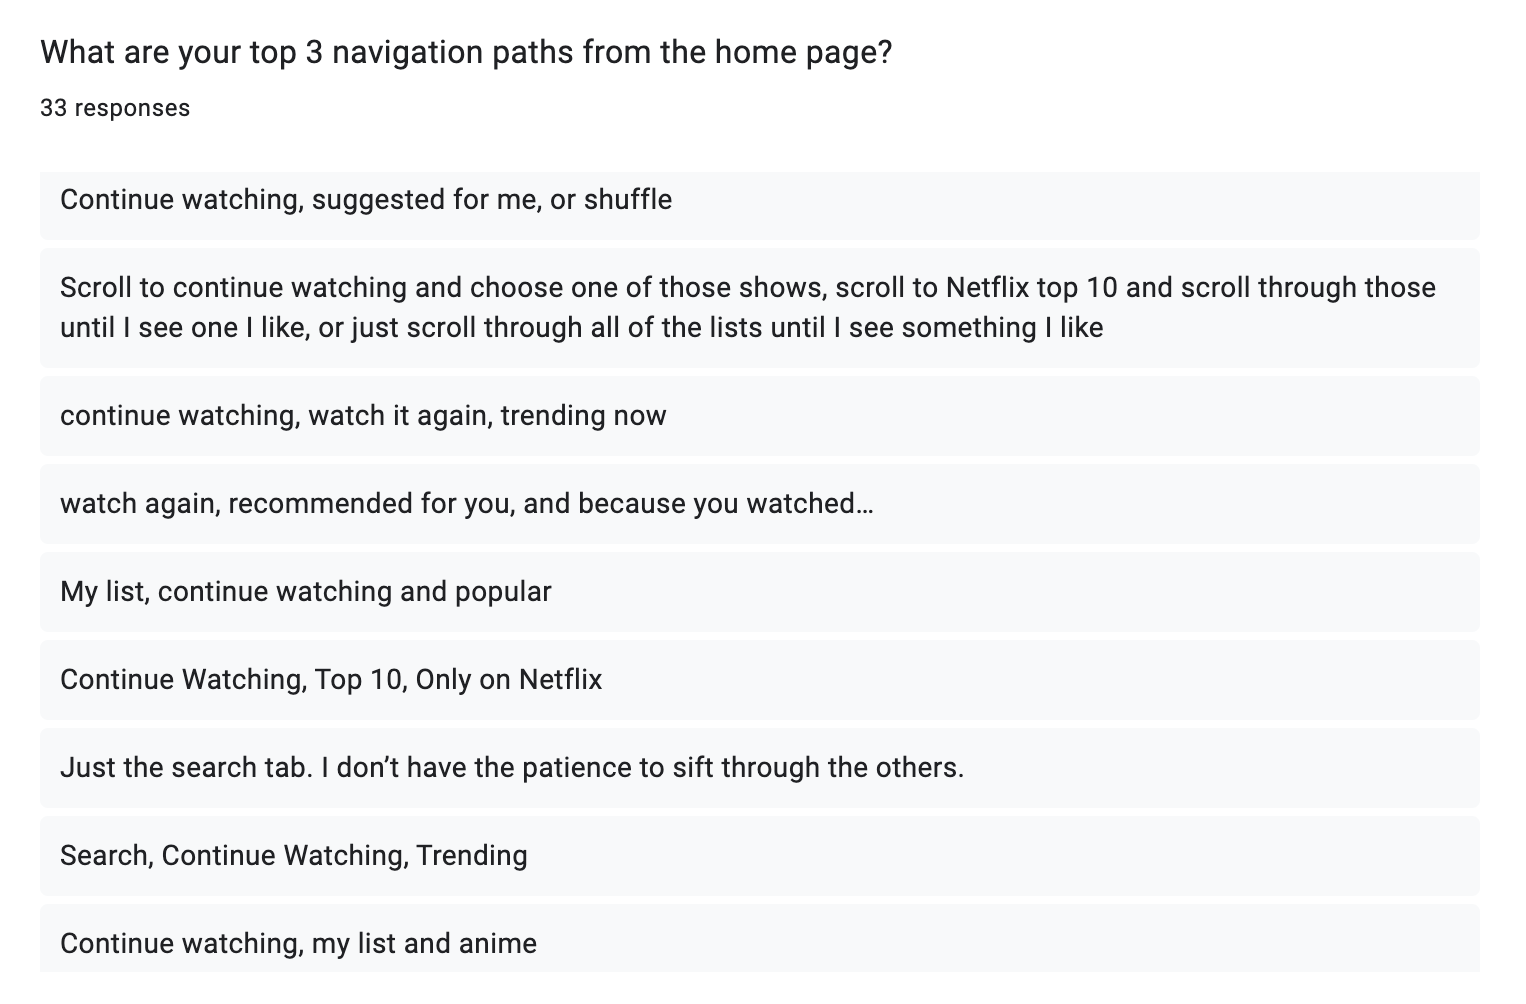 What are your top 3 navigation paths from the home page?
33 responses
Continue watching, suggested for me, or shuffle
Scroll to continue watching and choose one of those shows, scroll to Netflix top 10 and scroll through those
until I see one I like, or just scroll through all of the lists until I see something I like
continue watching, watch it again, trending now
watch again, recommended for you, and because you watched…
My list, continue watching and popular
Continue Watching, Top 10, Only on Netflix
Just the search tab. I don’t have the patience to sift through the others.
Search, Continue Watching, Trending
Continue watching, my list and anime